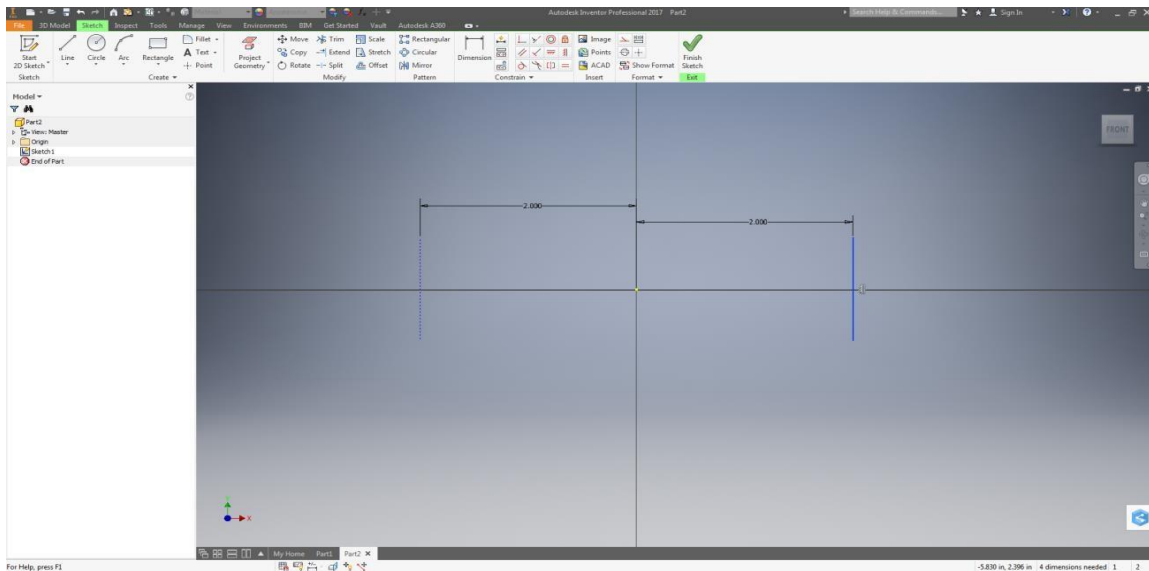 Autodesk Inventor Professional 2017 Part2
Search Help & Commands...
Sign In
File 3D Model Sketch Inspect Tools Manage View Environments BIM Get Started Vault Autodesk A360
Start
2D Sketch
Line
Circle
Arc
Rectangle
Fillet
Text
Point
Project
Geometry
Move Trim Scale
Copy Extend Stretch
Rotate Split Offset
Rectangular
Circular
Mirror
Dimension
Image
Points
ACAD
Show Format
Finish
Sketch
Sketch Create Modify Pattern Constrain Insert Format Exit
Model
Part2
View: Master
Origin
Sketch1
End of Part
FRONT
2.000
2.000
Y
X
My Home Part1 Part2
For Help, press F1
-5.830 in, 2.396 in 4 dimensions needed 1 2